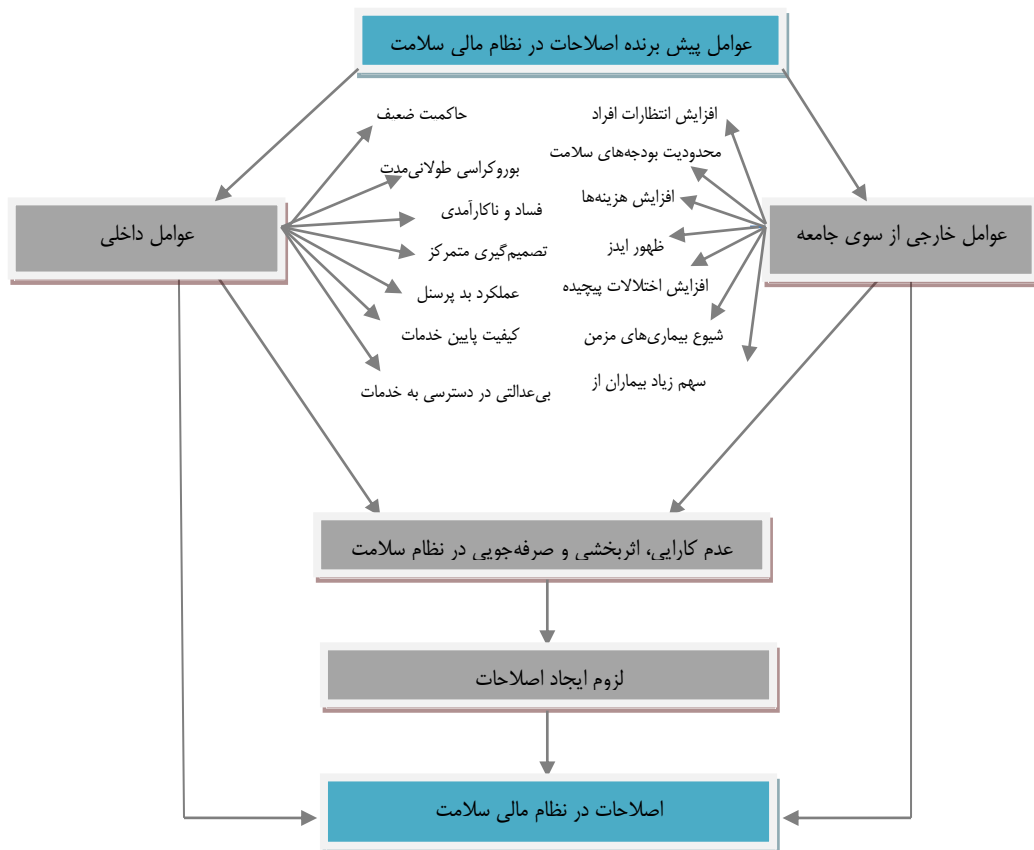 عوامل پیش برنده اصلاحات در نظام مالی سلامت
افزایش انتظارات افراد
محدودیت بودجه‌های سلامت
افزایش هزینه‌ها
ظهور ایدز
افزایش اختلالات پیچیده
شیوع بیماری‌های مزمن
سهم زیاد بیماران از
حاکمیت ضعیف
بوروکراسی طولانی‌مدت
فساد و ناکارآمدی
تصمیم‌گیری متمرکز
عملکرد بد پرسنل
کیفیت پایین خدمات
بی‌عدالتی در دسترسی به خدمات
عوامل خارجی از سوی جامعه
عوامل داخلی
عدم کارایی، اثربخشی و صرفه‌جویی در نظام سلامت
لزوم ایجاد اصلاحات
اصلاحات در نظام مالی سلامت